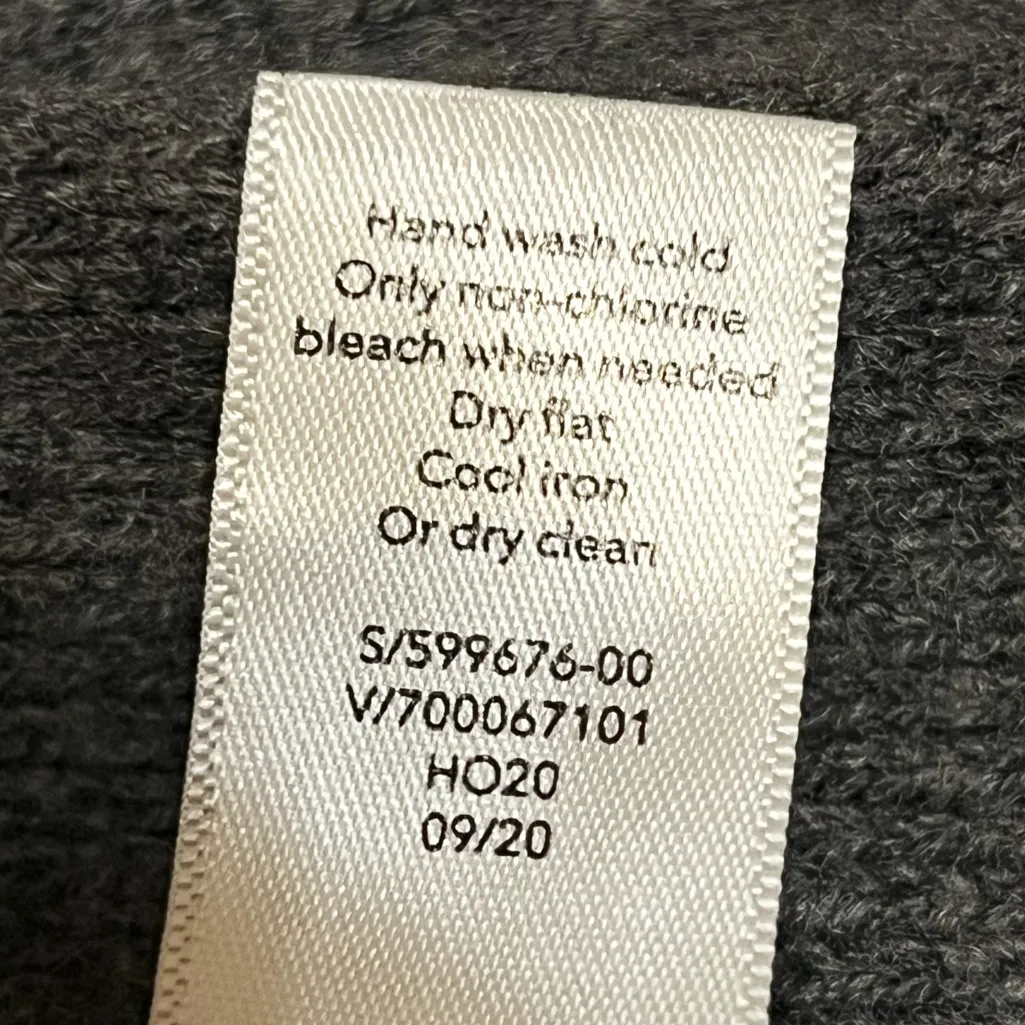 Hand wash cold
Only non-chlorine
bleach when needed
Dry flat
Cool iron
Or dry clean
S/599676-00
V/700067101
HO20
09/20